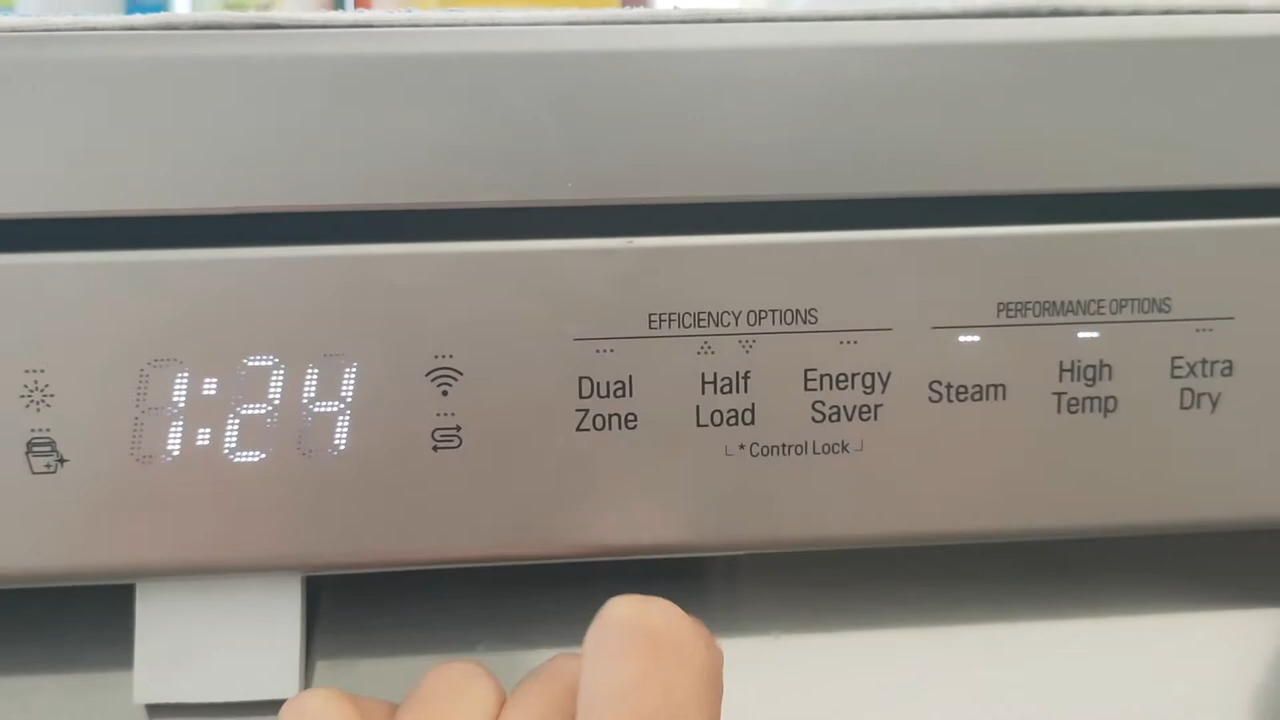 1:24
EFFICIENCY OPTIONS
Dual
Zone
Half
Load
Energy
Saver
*Control Lock
PERFORMANCE OPTIONS
Steam
High
Temp
Extra
Dry